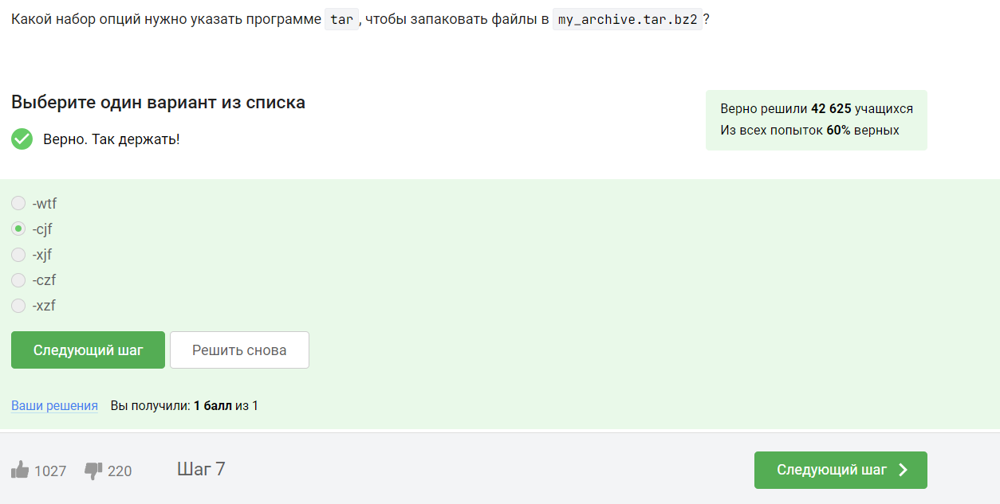 Какой набор опций нужно указать программе tar, чтобы запаковать файлы в my_archive.tar.bz2?
Выберите один вариант из списка
Верно. Так держать!
Верно решили 42 625 учащихся
Из всех попыток 60% верных
-wtf
-cjf
-xjf
-czf
-xzf
Следующий шаг
Решить снова
Ваши решения Вы получили: 1 балл из 1
1027
220
Шаг 7
Следующий шаг